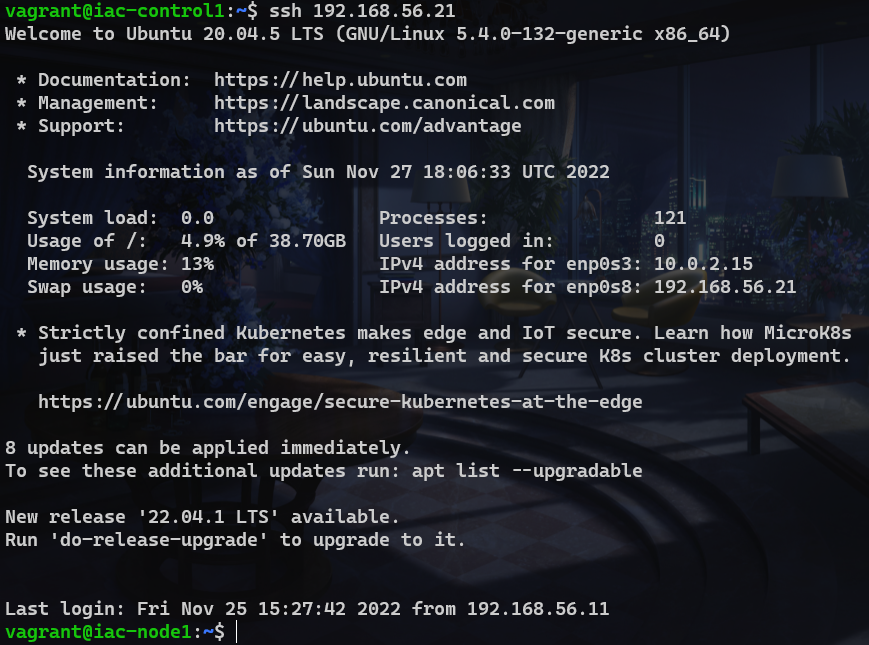 vagrant@iac-control1:~$ ssh 192.168.56.21
Welcome to Ubuntu 20.04.5 LTS (GNU/Linux 5.4.0-132-generic x86_64)

 * Documentation:  https://help.ubuntu.com
 * Management:     https://landscape.canonical.com
 * Support:        https://ubuntu.com/advantage

  System information as of Sun Nov 27 18:06:33 UTC 2022

  System load:  0.0               Processes:               121
  Usage of /:   4.9% of 38.70GB   Users logged in:         0
  Memory usage: 13%               IPv4 address for enp0s3: 10.0.2.15
  Swap usage:   0%                IPv4 address for enp0s8: 192.168.56.21

 * Strictly confined Kubernetes makes edge and IoT secure. Learn how MicroK8s
   just raised the bar for easy, resilient and secure K8s cluster deployment.

   https://ubuntu.com/engage/secure-kubernetes-at-the-edge

8 updates can be applied immediately.
To see these additional updates run: apt list --upgradable

New release '22.04.1 LTS' available.
Run 'do-release-upgrade' to upgrade to it.


Last login: Fri Nov 25 15:27:42 2022 from 192.168.56.11
vagrant@iac-node1:~$